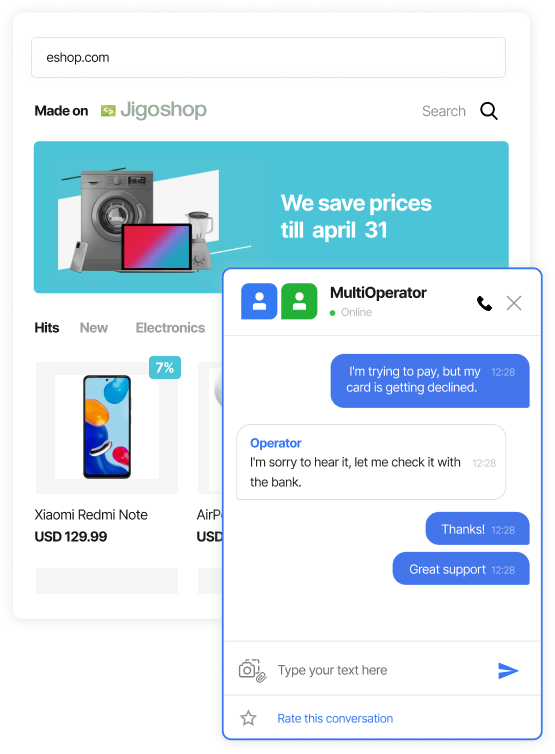 eshop.com
Made on Jigoshop
Search
We save prices
till april 31
Hits New Electronics
7%
Xiaomi Redmi Note
USD 129.99
AirP
USD
MultiOperator
Online
I'm trying to pay, but my 12:28
card is getting declined.
Operator
I'm sorry to hear it, let me check it with 12:28
the bank.
Thanks! 12:28
Great support 12:28
Type your text here
Rate this conversation